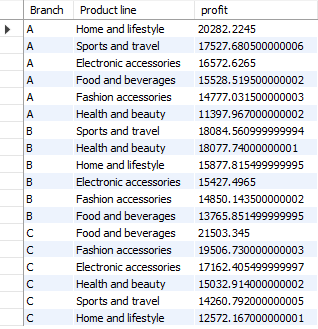 Branch Product line profit
A Home and lifestyle 20282.2245
A Sports and travel 17527.680500000006
A Electronic accessories 16572.6265
A Food and beverages 15528.519500000002
A Fashion accessories 14777.031500000003
A Health and beauty 11397.967000000002
B Sports and travel 18084.560999999994
B Health and beauty 18077.74000000001
B Home and lifestyle 15877.815499999995
B Electronic accessories 15427.4965
B Fashion accessories 14850.143500000002
B Food and beverages 13765.851499999995
C Food and beverages 21503.345
C Fashion accessories 19506.730000000003
C Electronic accessories 17162.405499999997
C Health and beauty 15032.914000000002
C Sports and travel 14260.792000000005
C Home and lifestyle 12572.167000000001